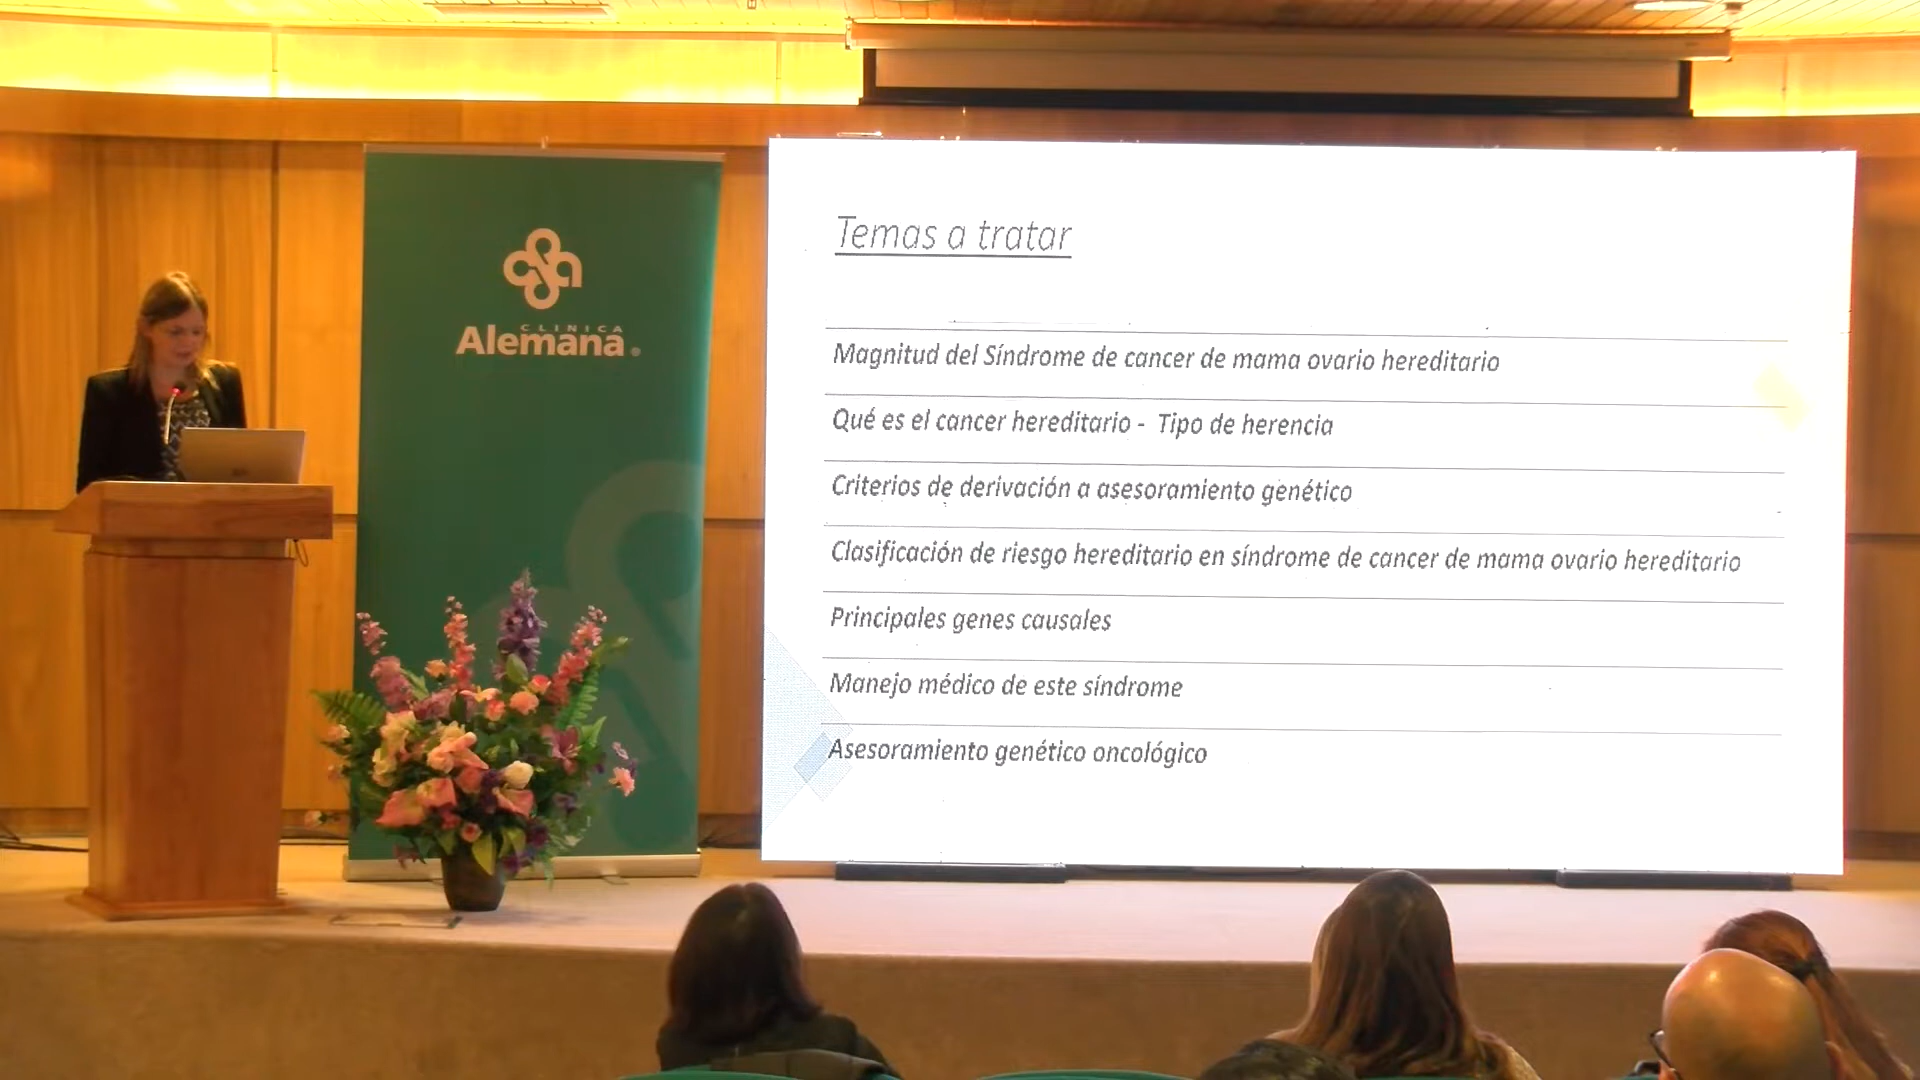 CLINICA
Alemana
Temas a tratar
Magnitud del Síndrome de cancer de mama ovario hereditario
Qué es el cancer hereditario - Tipo de herencia
Criterios de derivación a asesoramiento genético
Clasificación de riesgo hereditario en síndrome de cancer de mama ovario hereditario
Principales genes causales
Manejo médico de este síndrome
Asesoramiento genético oncológico